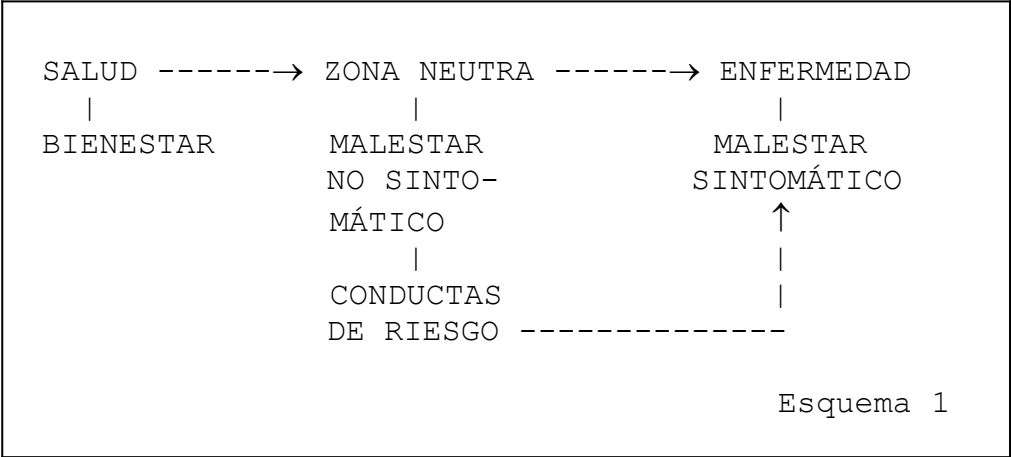 SALUD ------→ ZONA NEUTRA ------→ ENFERMEDAD
| | |
BIENESTAR MALESTAR MALESTAR
NO SINTO- SINTOMÁTICO
MÁTICO ↑
| |
CONDUCTAS |
DE RIESGO --------------
Esquema 1